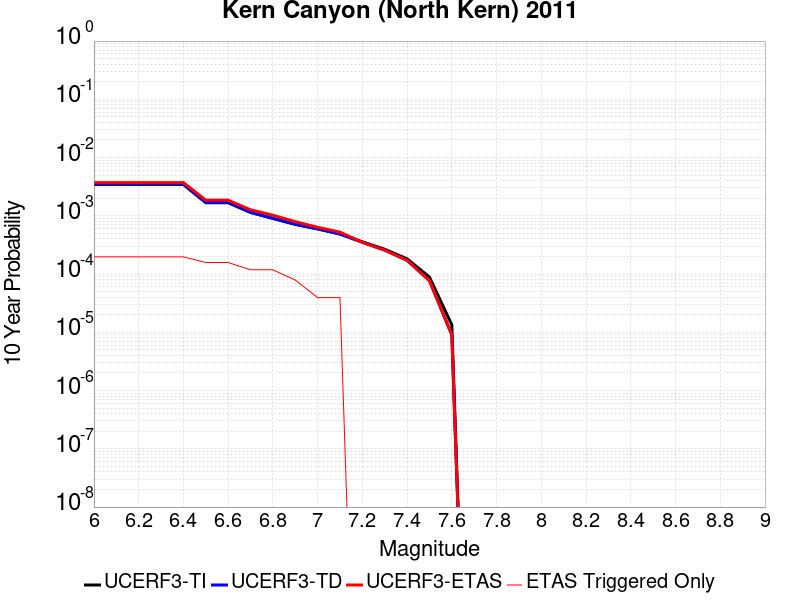 Kern Canyon (North Kern) 2011
10^0
10^-1
10^-2
10^-3
10^-4
10^-5
10^-6
10^-7
10^-8
10 Year Probability
6 6.2 6.4 6.6 6.8 7 7.2 7.4 7.6 7.8 8 8.2 8.4 8.6 8.8 9
Magnitude
UCERF3-TI UCERF3-TD UCERF3-ETAS ETAS Triggered Only